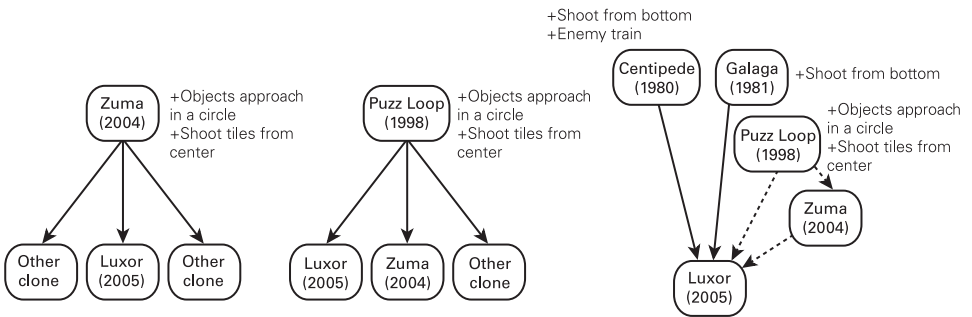 Zuma
(2004)
+Objects approach
in a circle
+Shoot tiles from
center
Other
clone
Luxor
(2005)
Other
clone
Puzz Loop
(1998)
+Objects approach
in a circle
+Shoot tiles from
center
Luxor
(2005)
Zuma
(2004)
Other
clone
+Shoot from bottom
+Enemy train
Centipede
(1980)
Galaga
(1981)
+Shoot from bottom
Puzz Loop
(1998)
+Objects approach
in a circle
+Shoot tiles from
center
Zuma
(2004)
Luxor
(2005)